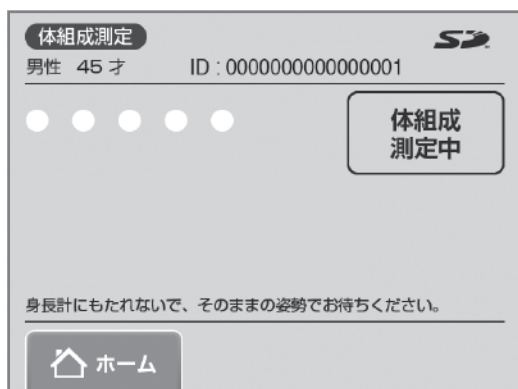 体組成測定
SD
男性 45才 ID : 0000000000000001
体組成
測定中
身長計にもたれないで、そのままの姿勢でお待ちください。
ホーム